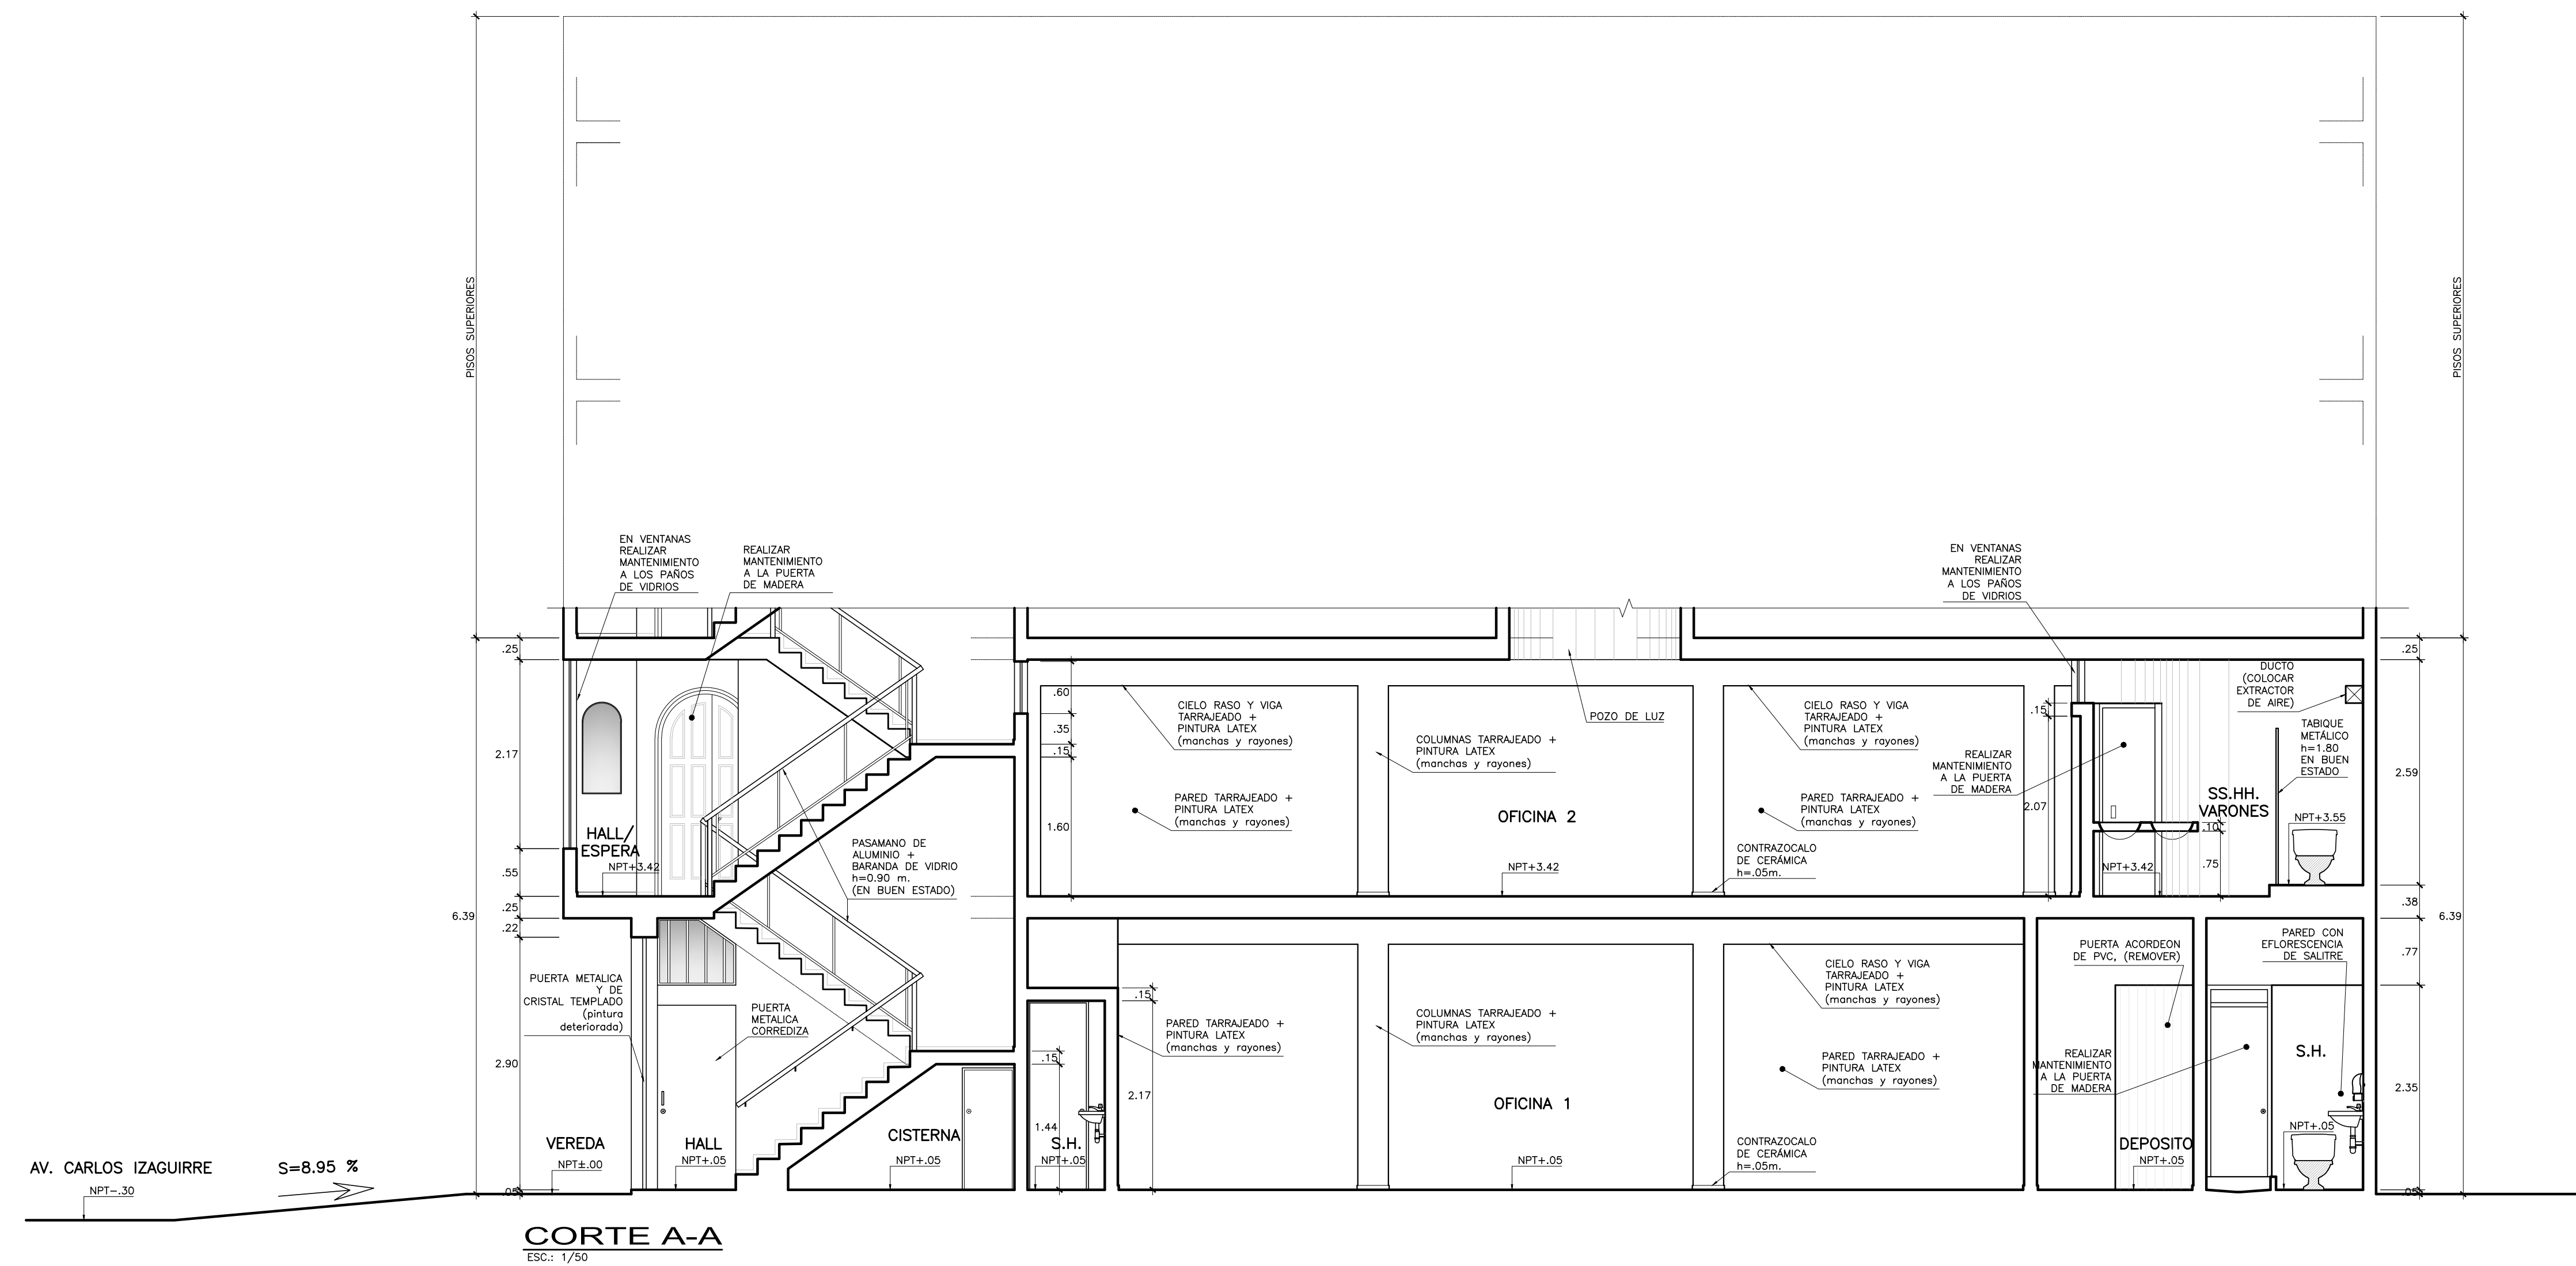 PISOS SUPERIORES
PISOS SUPERIORES
EN VENTANAS
REALIZAR
MANTENIMIENTO
A LOS PAÑOS
DE VIDRIOS
REALIZAR
MANTENIMIENTO
A LA PUERTA
DE MADERA
EN VENTANAS
REALIZAR
MANTENIMIENTO
A LOS PAÑOS
DE VIDRIOS
.25
2.17
.55
.25
.22
2.90
.05
6.39
HALL/
ESPERA
NPT+3.42
PASAMANO DE
ALUMINIO +
BARANDA DE VIDRIO
h=0.90 m.
(EN BUEN ESTADO)
.60
.35
.15
1.60
CIELO RASO Y VIGA
TARRAJEADO +
PINTURA LATEX
(manchas y rayones)
COLUMNAS TARRAJEADO +
PINTURA LATEX
(manchas y rayones)
PARED TARRAJEADO +
PINTURA LATEX
(manchas y rayones)
POZO DE LUZ
OFICINA 2
NPT+3.42
CIELO RASO Y VIGA
TARRAJEADO +
PINTURA LATEX
(manchas y rayones)
PARED TARRAJEADO +
PINTURA LATEX
(manchas y rayones)
CONTRAZOCALO
DE CERÁMICA
h=.05m.
REALIZAR
MANTENIMIENTO
A LA PUERTA
DE MADERA
.15
2.07
DUCTO
(COLOCAR
EXTRACTOR
DE AIRE)
TABIQUE
METÁLICO
h=1.80
EN BUEN
ESTADO
SS.HH.
VARONES
NPT+3.55
NPT+3.42
.10
.75
.25
2.59
.38
.77
2.35
.05
6.39
PUERTA METALICA
Y DE
CRISTAL TEMPLADO
(pintura
deteriorada)
PUERTA
METALICA
CORREDIZA
VEREDA
NPT±.00
HALL
NPT+.05
CISTERNA
NPT+.05
.15
1.44
S.H.
NPT+.05
.15
2.17
PARED TARRAJEADO +
PINTURA LATEX
(manchas y rayones)
COLUMNAS TARRAJEADO +
PINTURA LATEX
(manchas y rayones)
OFICINA 1
NPT+.05
CIELO RASO Y VIGA
TARRAJEADO +
PINTURA LATEX
(manchas y rayones)
PARED TARRAJEADO +
PINTURA LATEX
(manchas y rayones)
CONTRAZOCALO
DE CERÁMICA
h=.05m.
PUERTA ACORDEON
DE PVC, (REMOVER)
REALIZAR
MANTENIMIENTO
A LA PUERTA
DE MADERA
DEPOSITO
NPT+.05
PARED CON
EFLORESCENCIA
DE SALITRE
S.H.
NPT+.05
AV. CARLOS IZAGUIRRE
NPT-.30
S=8.95 %
CORTE A-A
ESC.: 1/50